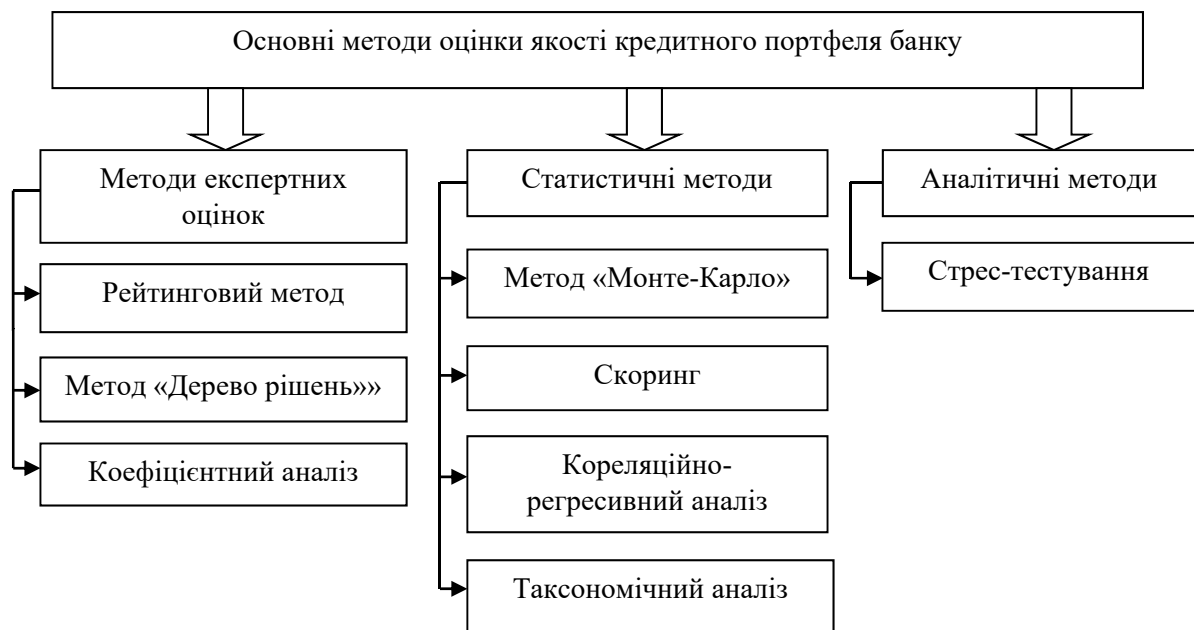 Основні методи оцінки якості кредитного портфеля банку
Методи експертних
оцінок
Рейтинговий метод
Метод «Дерево рішень»»
Коефіцієнтний аналіз
Статистичні методи
Метод «Монте-Карло»
Скоринг
Кореляційно-
регресивний аналіз
Таксономічний аналіз
Аналітичні методи
Стрес-тестування